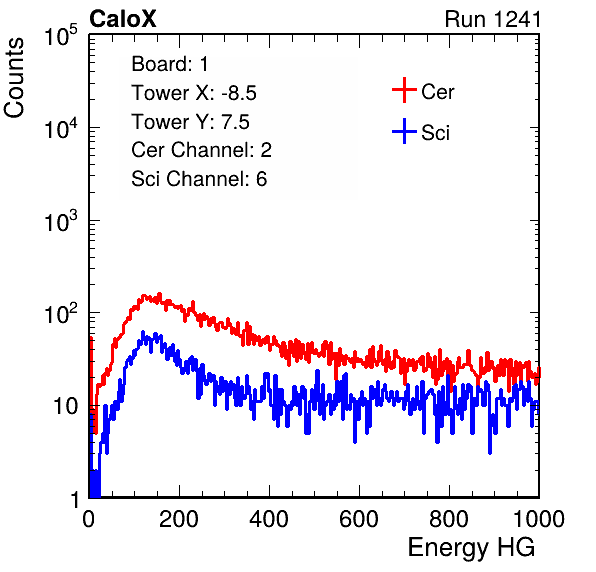 CaloX Run 1241
Counts
Board: 1
Tower X: -8.5
Tower Y: 7.5
Cer Channel: 2
Sci Channel: 6
Cer
Sci
10^5
10^4
10^3
10^2
10
1
0 200 400 600 800 1000
Energy HG